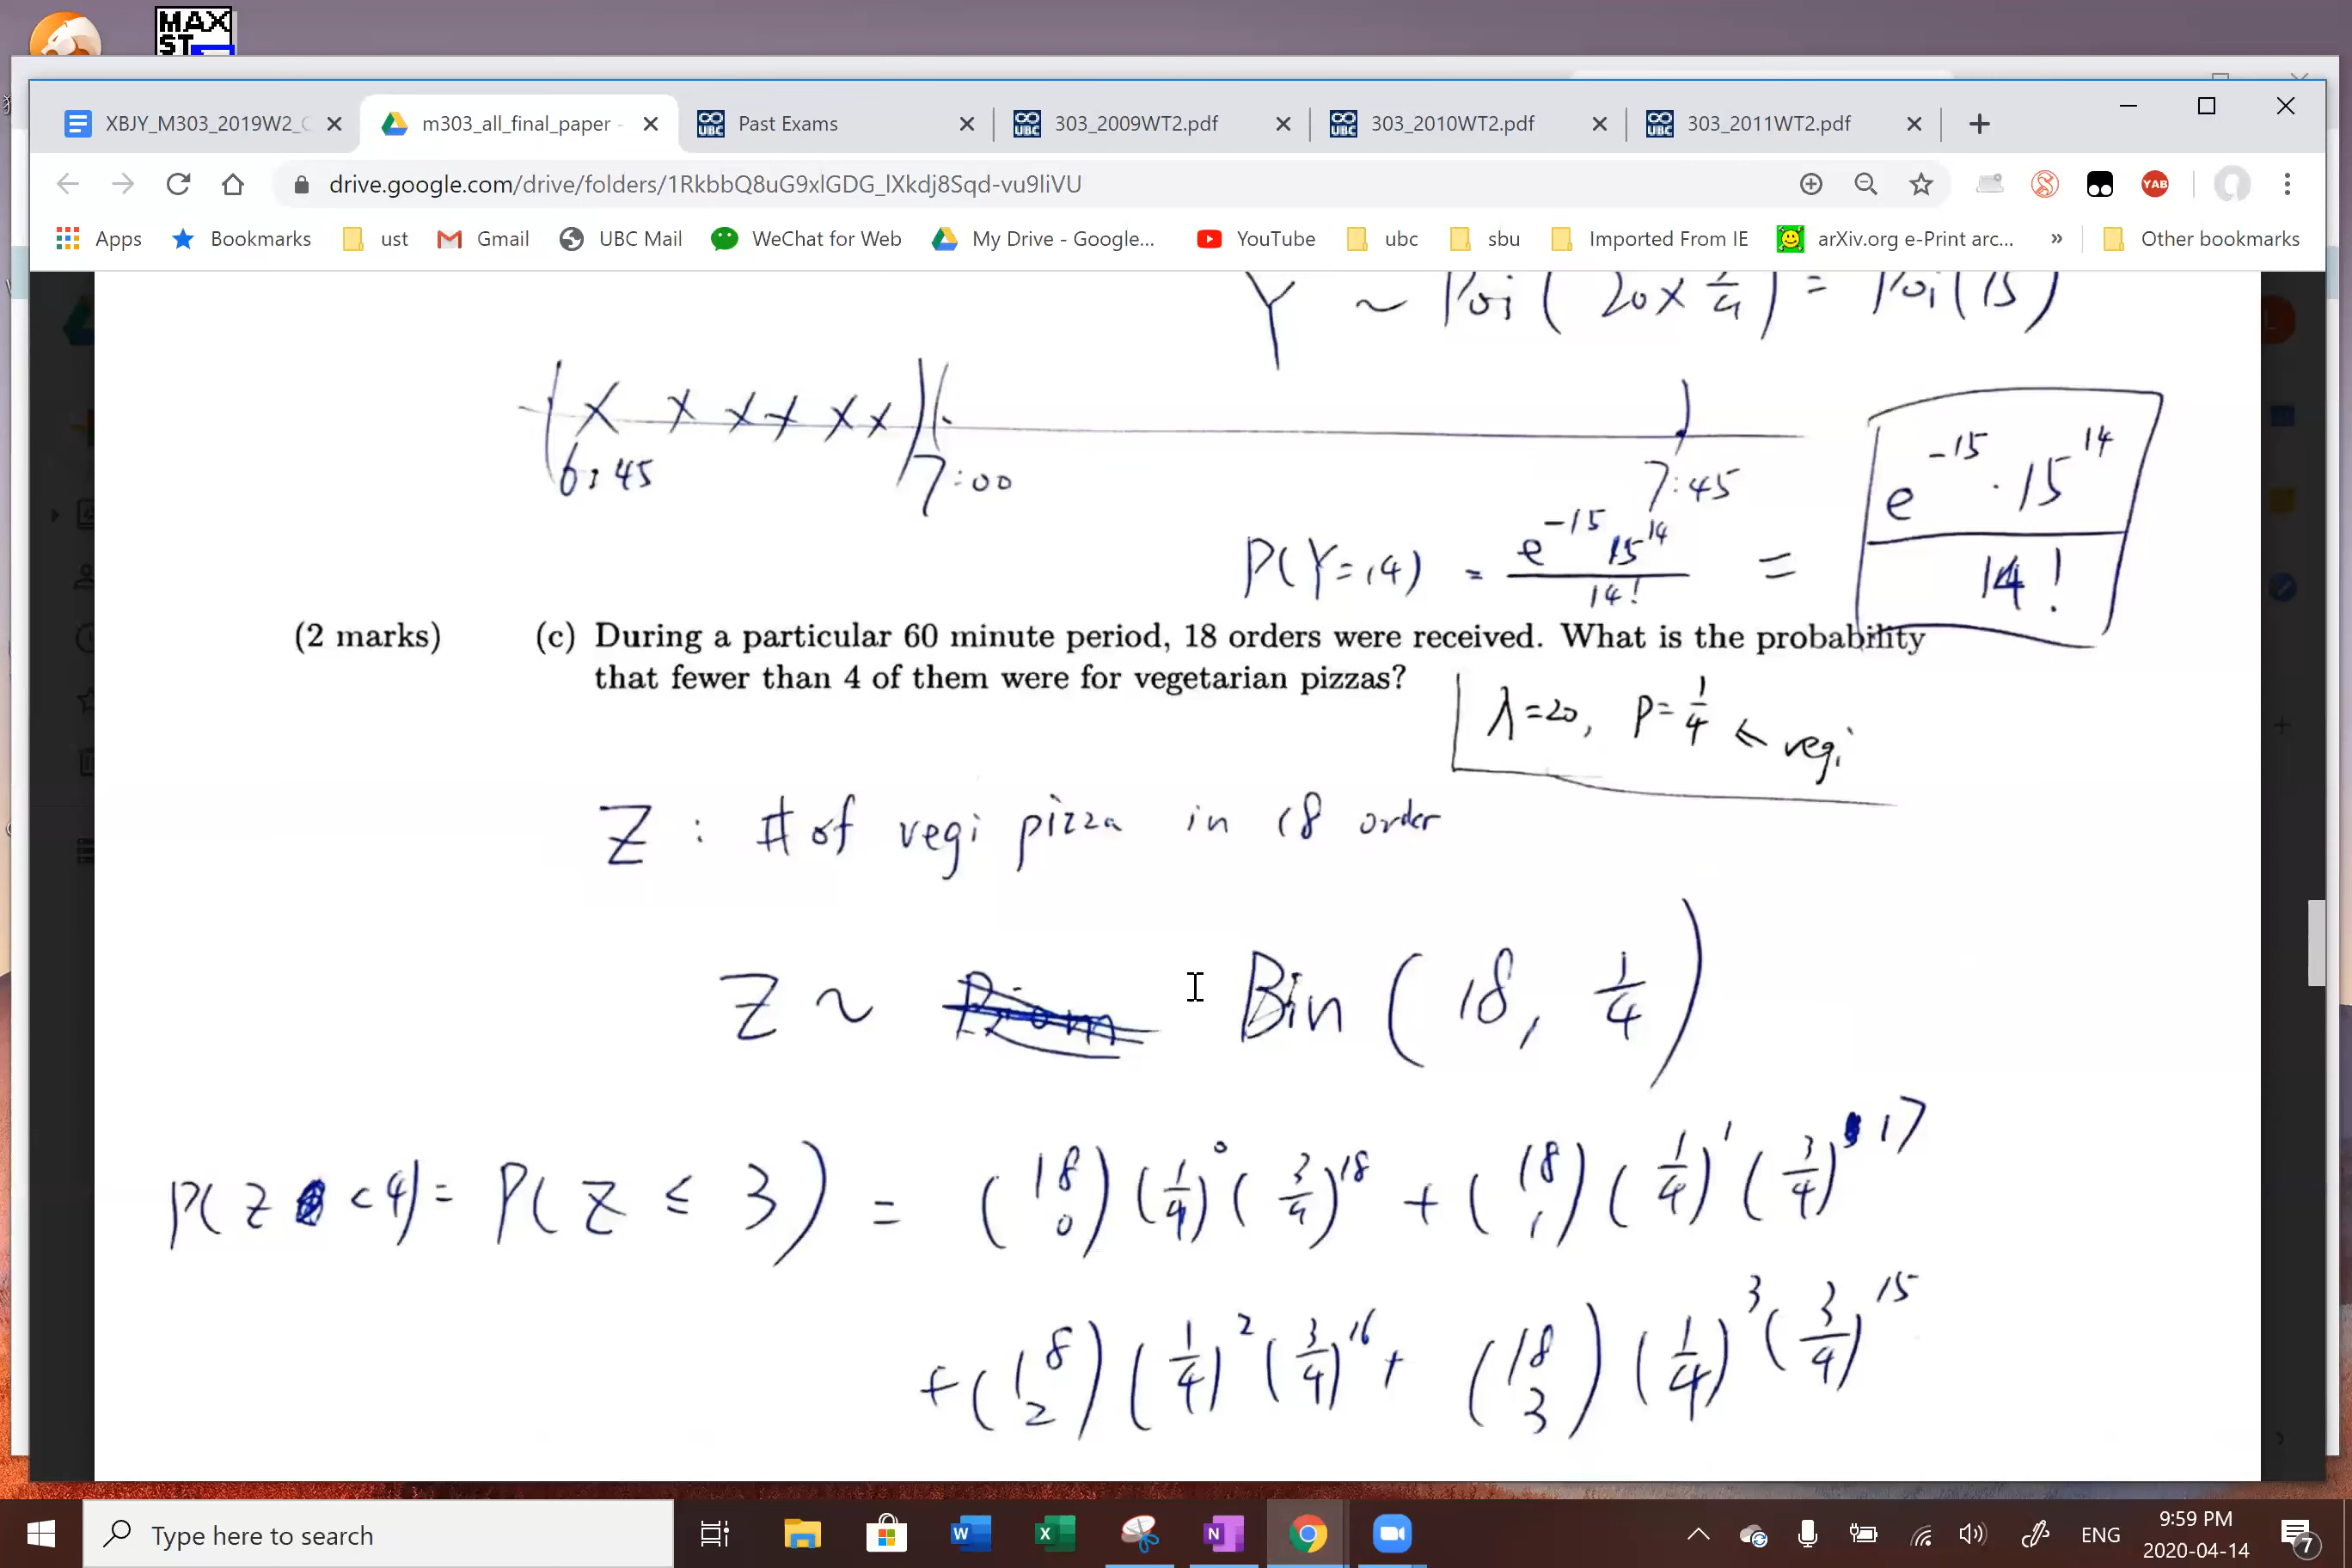 MAX
ST
XBJY_M303_2019W2_C
m303_all_final_paper -
Past Exams
303_2009WT2.pdf
303_2010WT2.pdf
303_2011WT2.pdf
drive.google.com/drive/folders/1RkbbQ8uG9xlGDG_lXkdj8Sqd-vu9liVU
YAB
Apps Bookmarks ust Gmail UBC Mail WeChat for Web My Drive - Google... YouTube ubc sbu Imported From IE arXiv.org e-Print arc... » Other bookmarks
Y ~ Poi( 20 × 3/4 ) = Poi(15)
( x x x x x x )( )
6:45 7:00 7:45
P(Y=14) = e^-15 15^14 / 14! = e^-15 · 15^14 / 14!
(2 marks) (c) During a particular 60 minute period, 18 orders were received. What is the probability
that fewer than 4 of them were for vegetarian pizzas?
λ=20, P=1/4 ← vegi
Z : # of vegi pizza in 18 order
Z ~ Bin ( 18, 1/4 )
P(Z < 4) = P( Z ≤ 3 ) = (18 0) (1/4)^0 (3/4)^18 + (18 1) (1/4)^1 (3/4)^17
+ (18 2) (1/4)^2 (3/4)^16 + (18 3) (1/4)^3 (3/4)^15
Type here to search
ENG
9:59 PM
2020-04-14
7